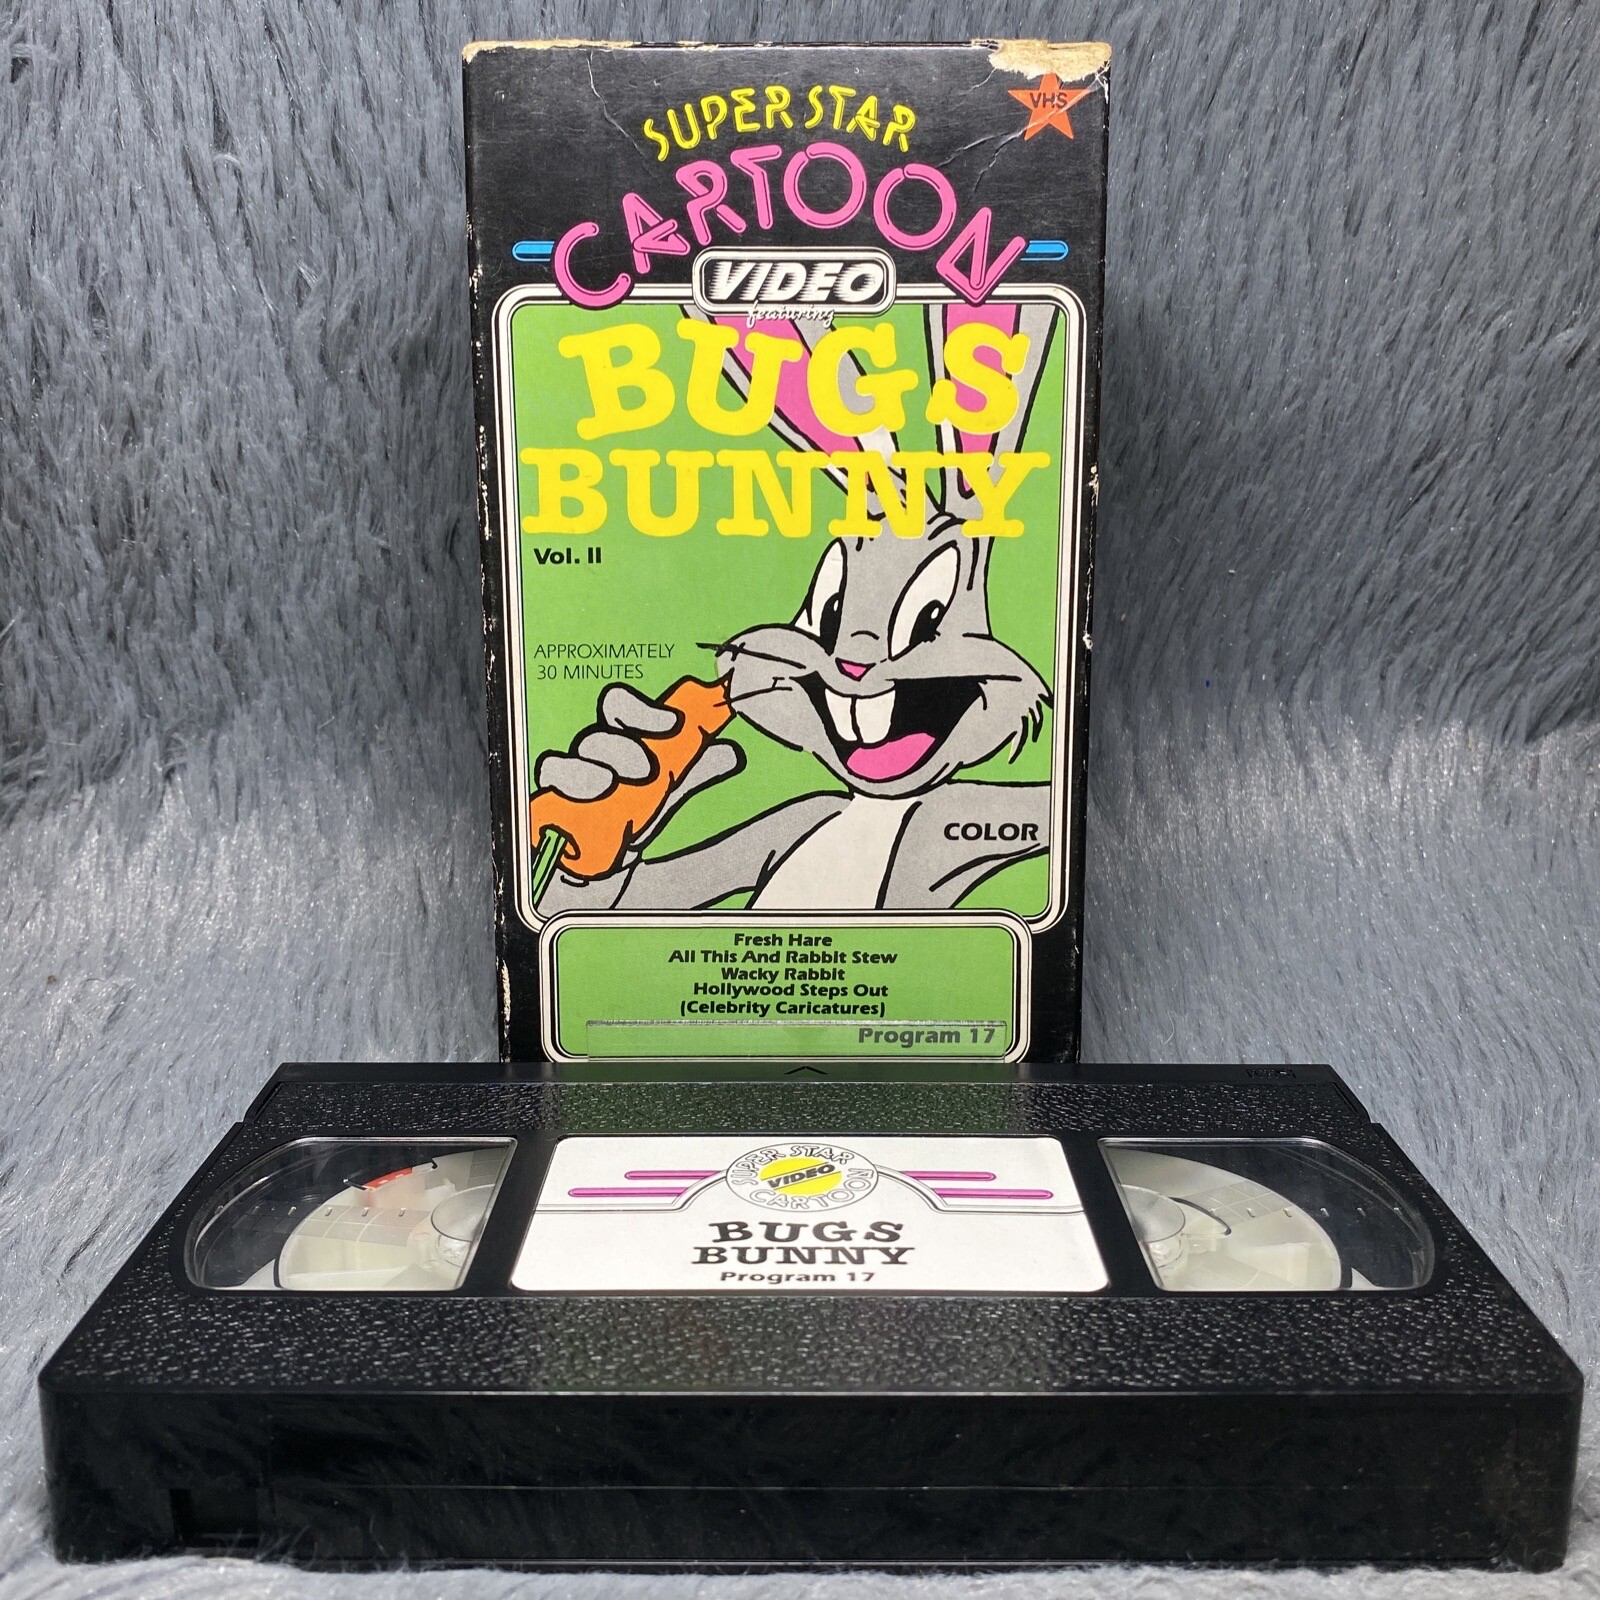 SUPER STAR
VHS
CARTOON
VIDEO
featuring
BUGS
BUNNY
Vol. II
APPROXIMATELY
30 MINUTES
COLOR
Fresh Hare
All This And Rabbit Stew
Wacky Rabbit
Hollywood Steps Out
(Celebrity Caricatures)
Program 17
SUPER STAR
VIDEO
CARTOON
BUGS
BUNNY
Program 17